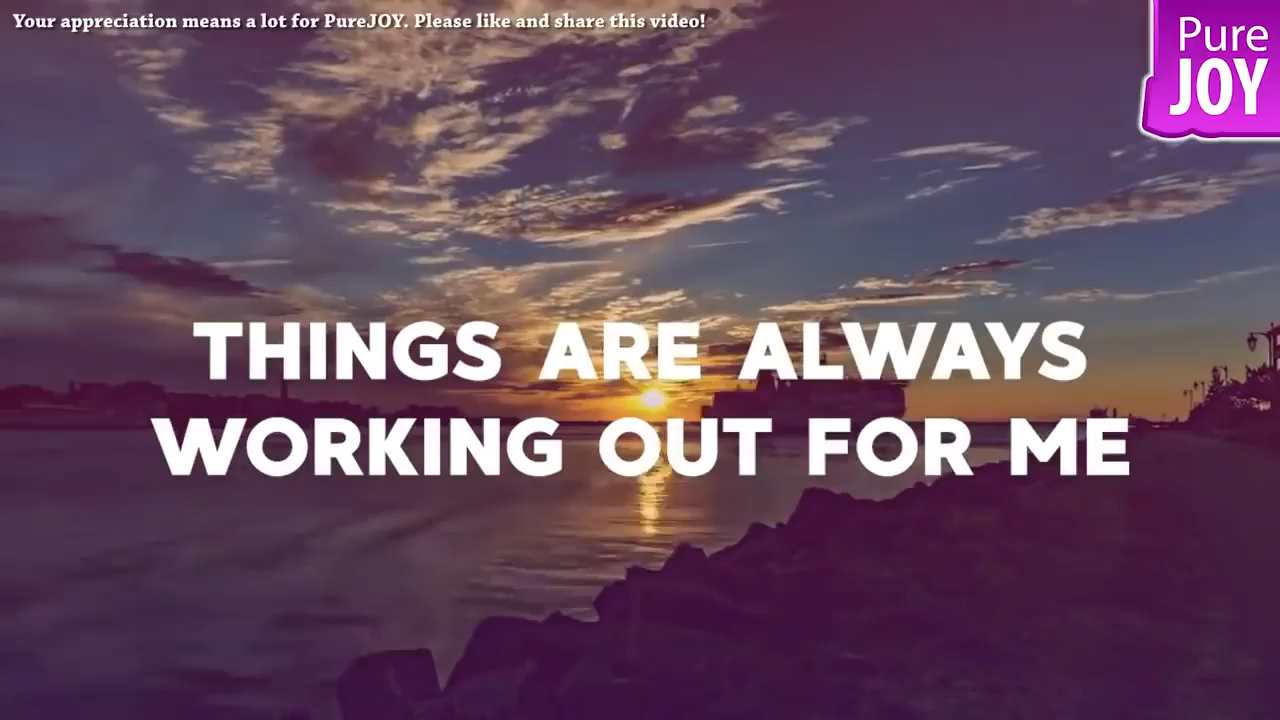 Your appreciation means a lot for PureJOY. Please like and share this video!
Pure
JOY
THINGS ARE ALWAYS
WORKING OUT FOR ME